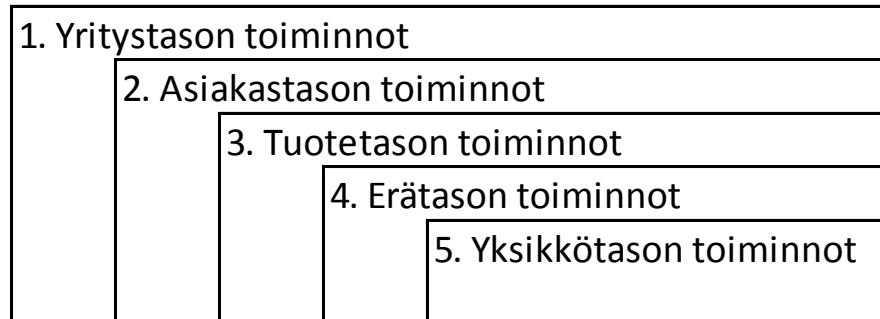 1. Yritystason toiminnot
2. Asiakastason toiminnot
3. Tuotetason toiminnot
4. Erätason toiminnot
5. Yksikkötason toiminnot